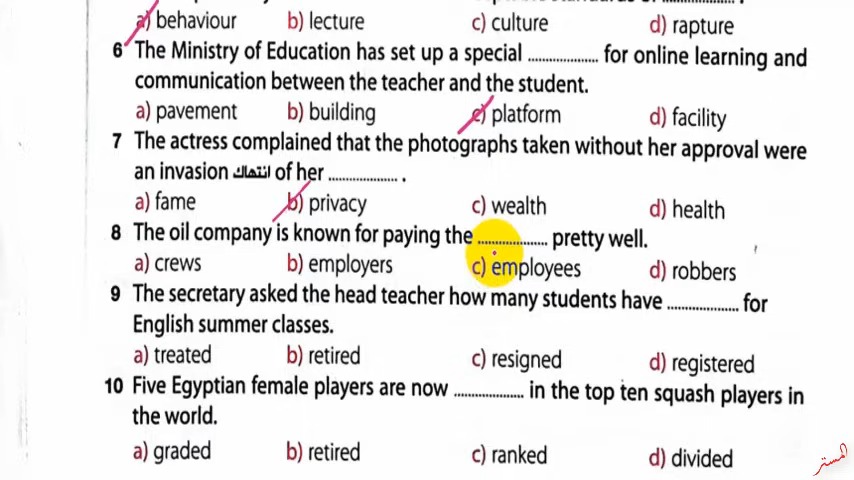 a) behaviour b) lecture c) culture d) rapture
6 The Ministry of Education has set up a special .................... for online learning and
communication between the teacher and the student.
a) pavement b) building c) platform d) facility
7 The actress complained that the photographs taken without her approval were
an invasion انتهاك of her .................... .
a) fame b) privacy c) wealth d) health
8 The oil company is known for paying the .................... pretty well.
a) crews b) employers c) employees d) robbers
9 The secretary asked the head teacher how many students have .................... for
English summer classes.
a) treated b) retired c) resigned d) registered
10 Five Egyptian female players are now .................... in the top ten squash players in
the world.
a) graded b) retired c) ranked d) divided
المستر